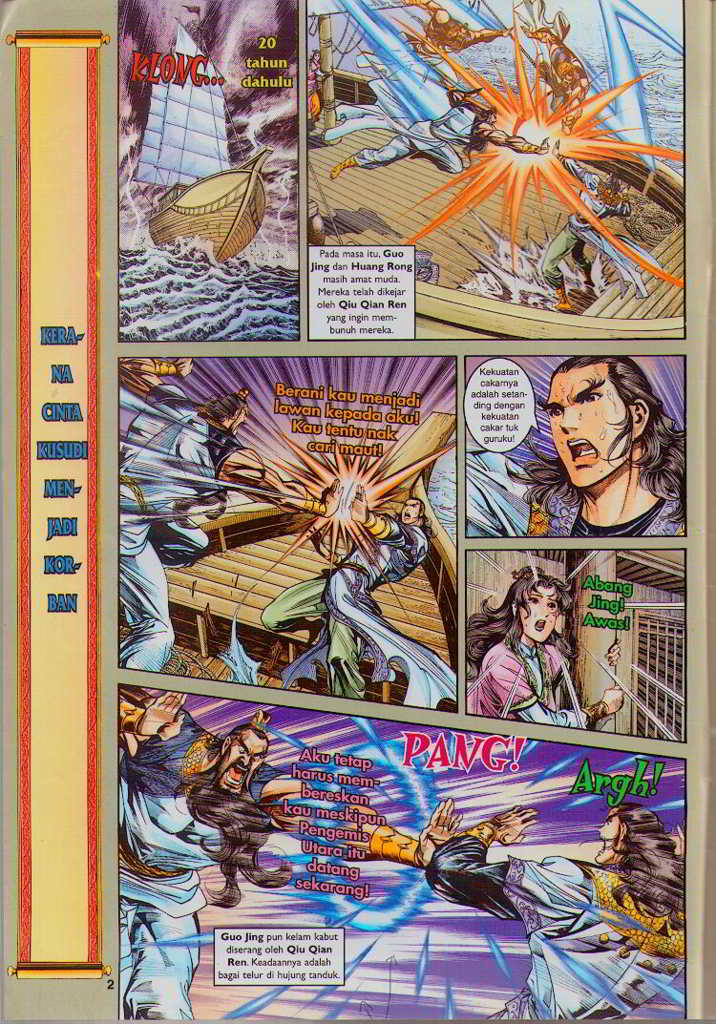 KERA-
NA
CINTA
KUSUDI
MEN-
JADI
KOR-
BAN
KLONG...
20
tahun
dahulu
Pada masa itu, Guo
Jing dan Huang Rong
masih amat muda.
Mereka telah dikejar
oleh Qiu Qian Ren
yang ingin mem-
bunuh mereka.
Berani kau menjadi
lawan kepada aku!
Kau tentu nak
cari maut!
Kekuatan
cakarnya
adalah setan-
ding dengan
kekuatan
cakar tuk
guruku!
Abang
Jing!
Awas!
Aku tetap
harus mem-
bereskan
kau meskipun
Pengemis
Utara itu
datang
sekarang!
PANG!
Argh!
Guo Jing pun kelam kabut
diserang oleh Qiu Qian
Ren. Keadaannya adalah
bagai telur di hujung tanduk.
2